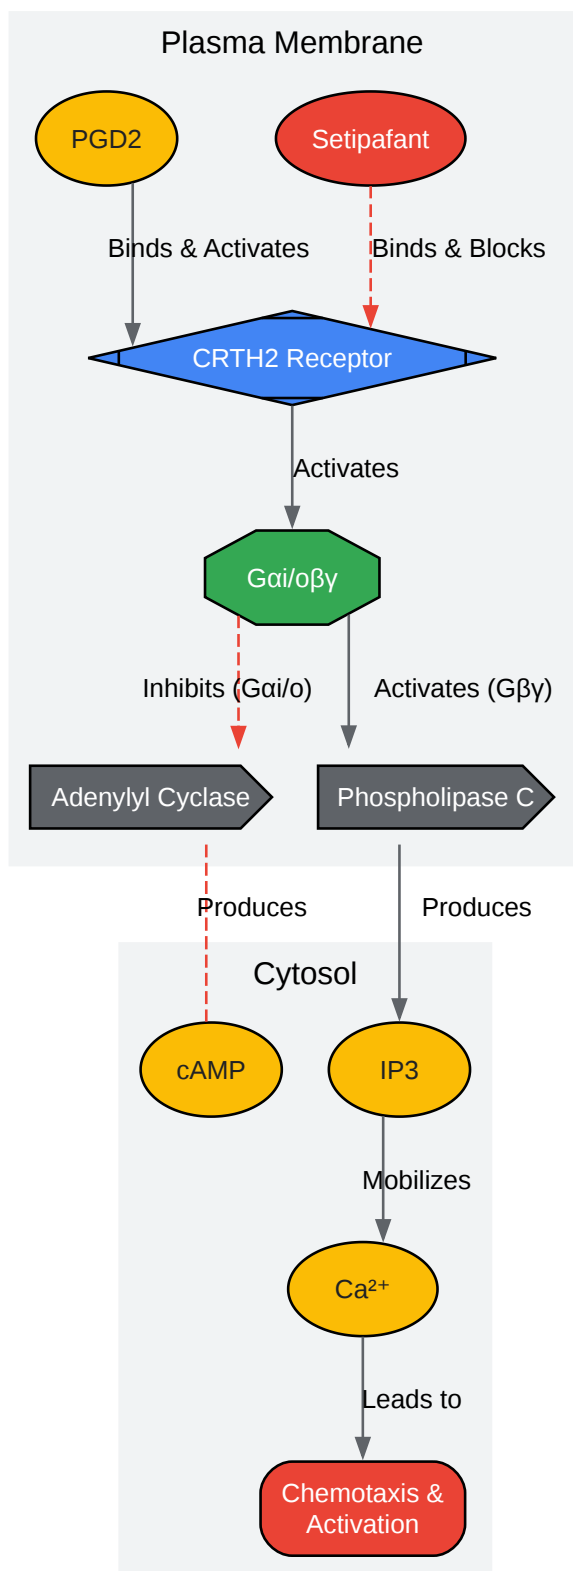 Plasma Membrane
PGD2
Setipafant
Binds & Activates
Binds & Blocks
CRTH2 Receptor
Activates
Gαi/oβγ
Inhibits (Gαi/o)
Activates (Gβγ)
Adenylyl Cyclase
Phospholipase C
Produces
Produces
Cytosol
cAMP
IP3
Mobilizes
Ca²⁺
Leads to
Chemotaxis &
Activation